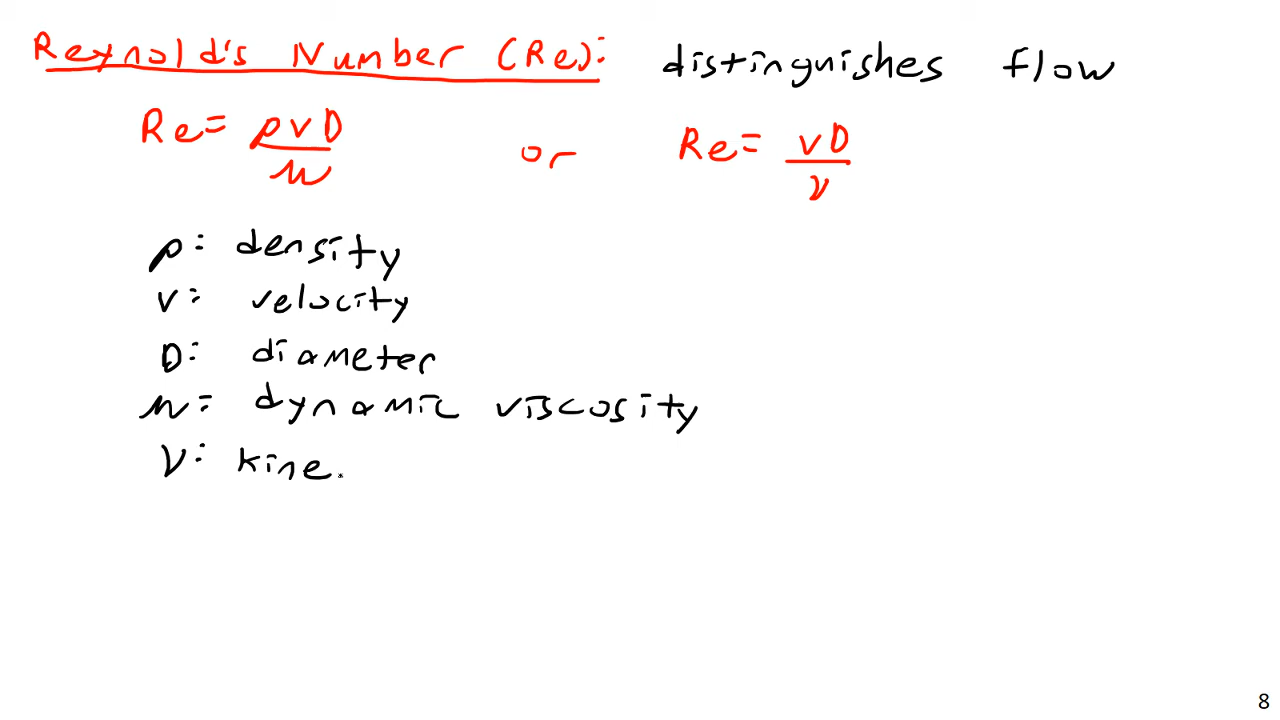 Reynold's Number (Re): distinguishes flow
Re = ρvD/μ or Re = vD/ν
ρ: density
v: velocity
D: diameter
μ: dynamic viscosity
ν: kine
8